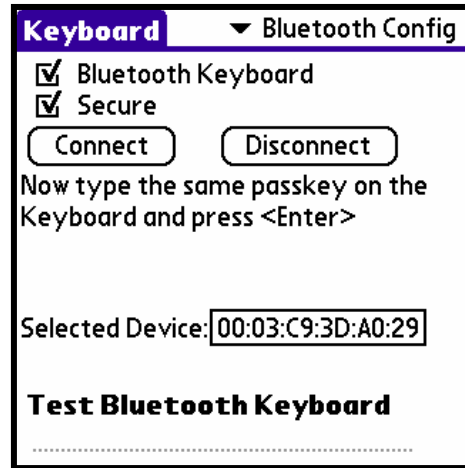 Keyboard Bluetooth Config
Bluetooth Keyboard
Secure
Connect Disconnect
Now type the same passkey on the
Keyboard and press <Enter>
Selected Device: 00:03:C9:3D:A0:29
Test Bluetooth Keyboard